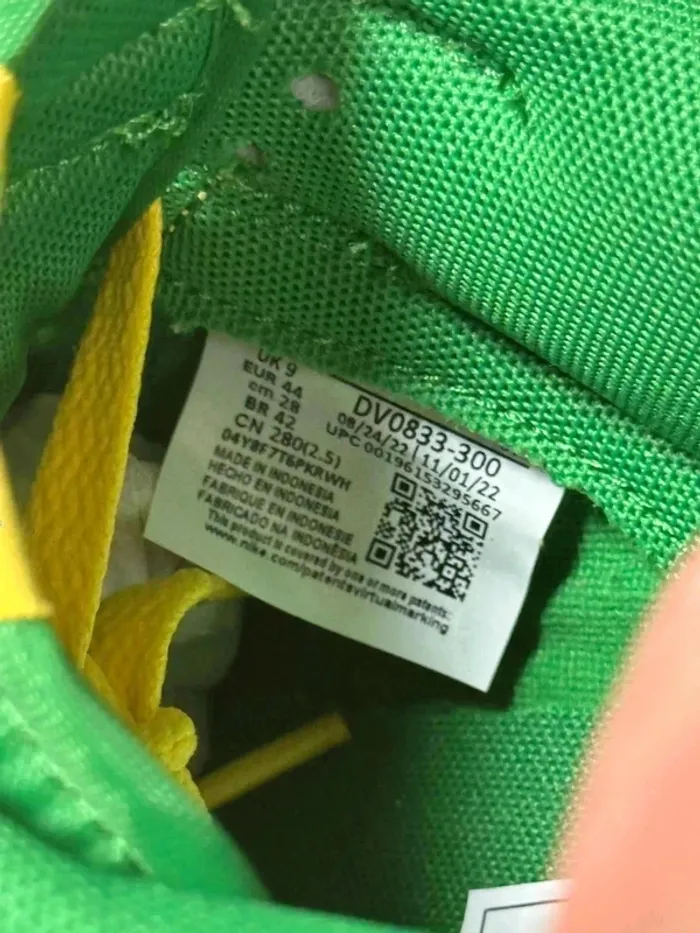 UK 9
EUR 44
cm 28
BR 42
CN 280(2.5)
04Y8F7T6PKRWH
MADE IN INDONESIA
HECHO EN INDONESIA
FABRIQUE EN INDONESIE
FABRICADO NA INDONÉSIA
This product is covered by one or more patents:
www.nike.com/patentsvirtualmarking
DV0833-300
08/24/22 | 11/01/22
UPC 00196153295667